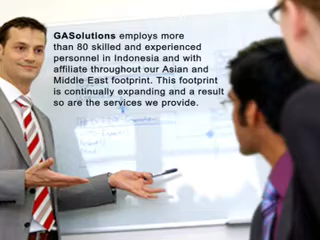 GASolutions employs more
than 80 skilled and experienced
personnel in Indonesia and with
affiliate throughout our Asian and
Middle East footprint. This footprint
is continually expanding and a result
so are the services we provide.